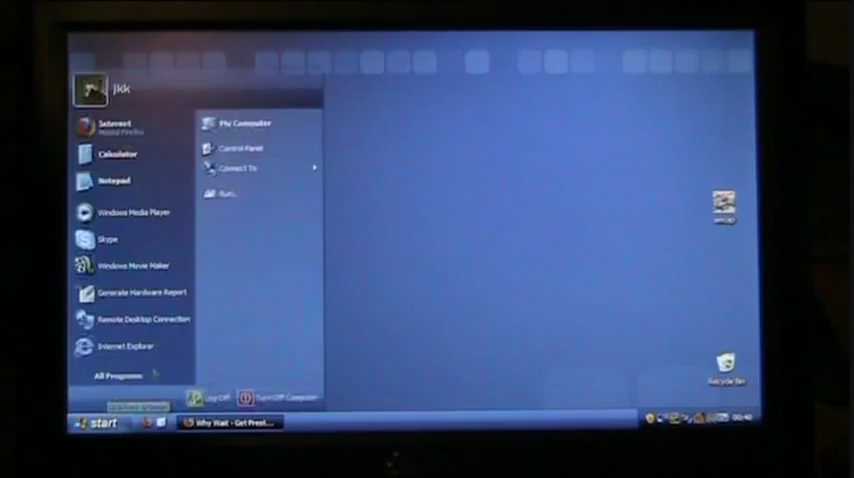 jkk
Internet
Mozilla Firefox
Calculator
Notepad
Windows Media Player
Skype
Windows Movie Maker
Generate Hardware Report
Remote Desktop Connection
Internet Explorer
All Programs
My Computer
Control Panel
Connect To
Run...
Recycle Bin
Log Off
Turn Off Computer
start
Why Wait - Get Prest...